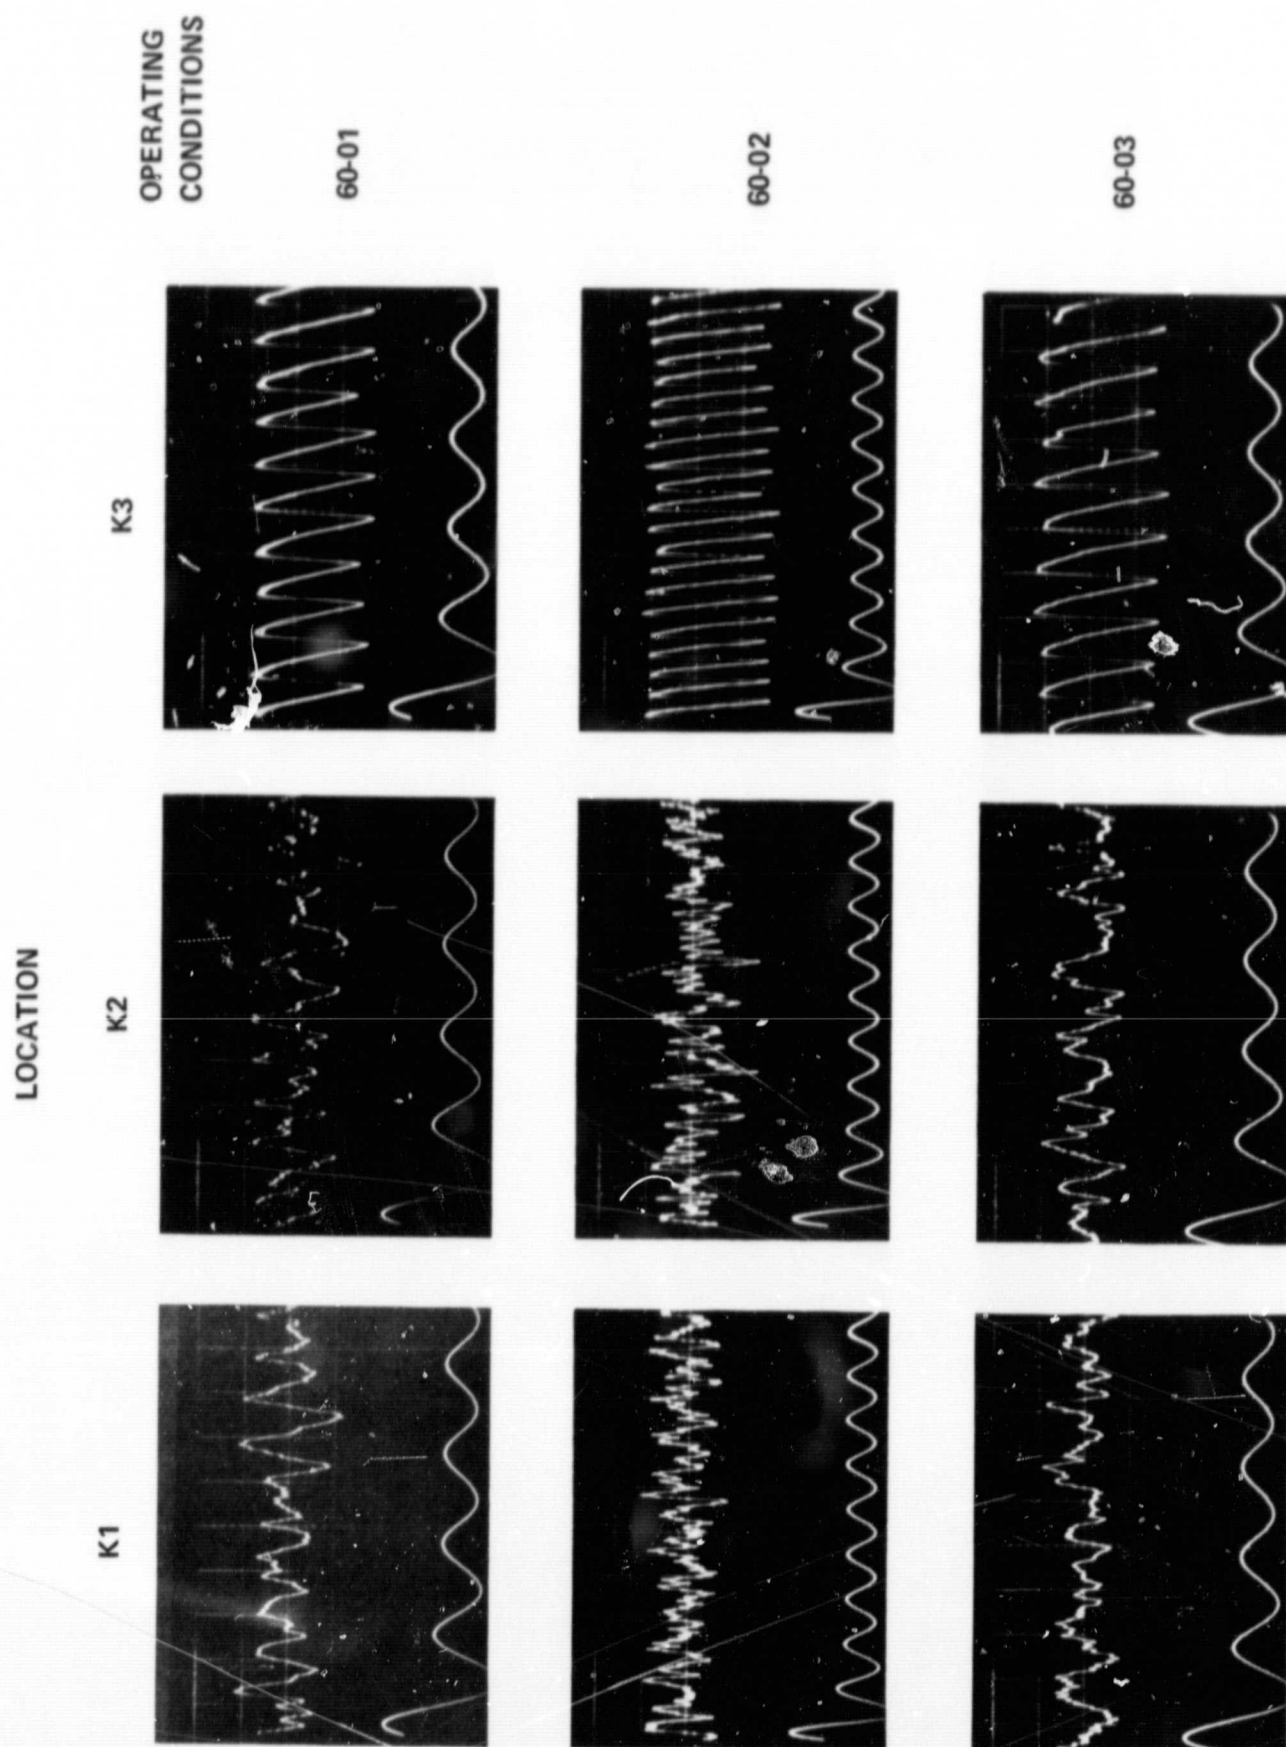 LOCATION
K1
K2
K3
OPERATING
CONDITIONS
60-01
60-02
60-03